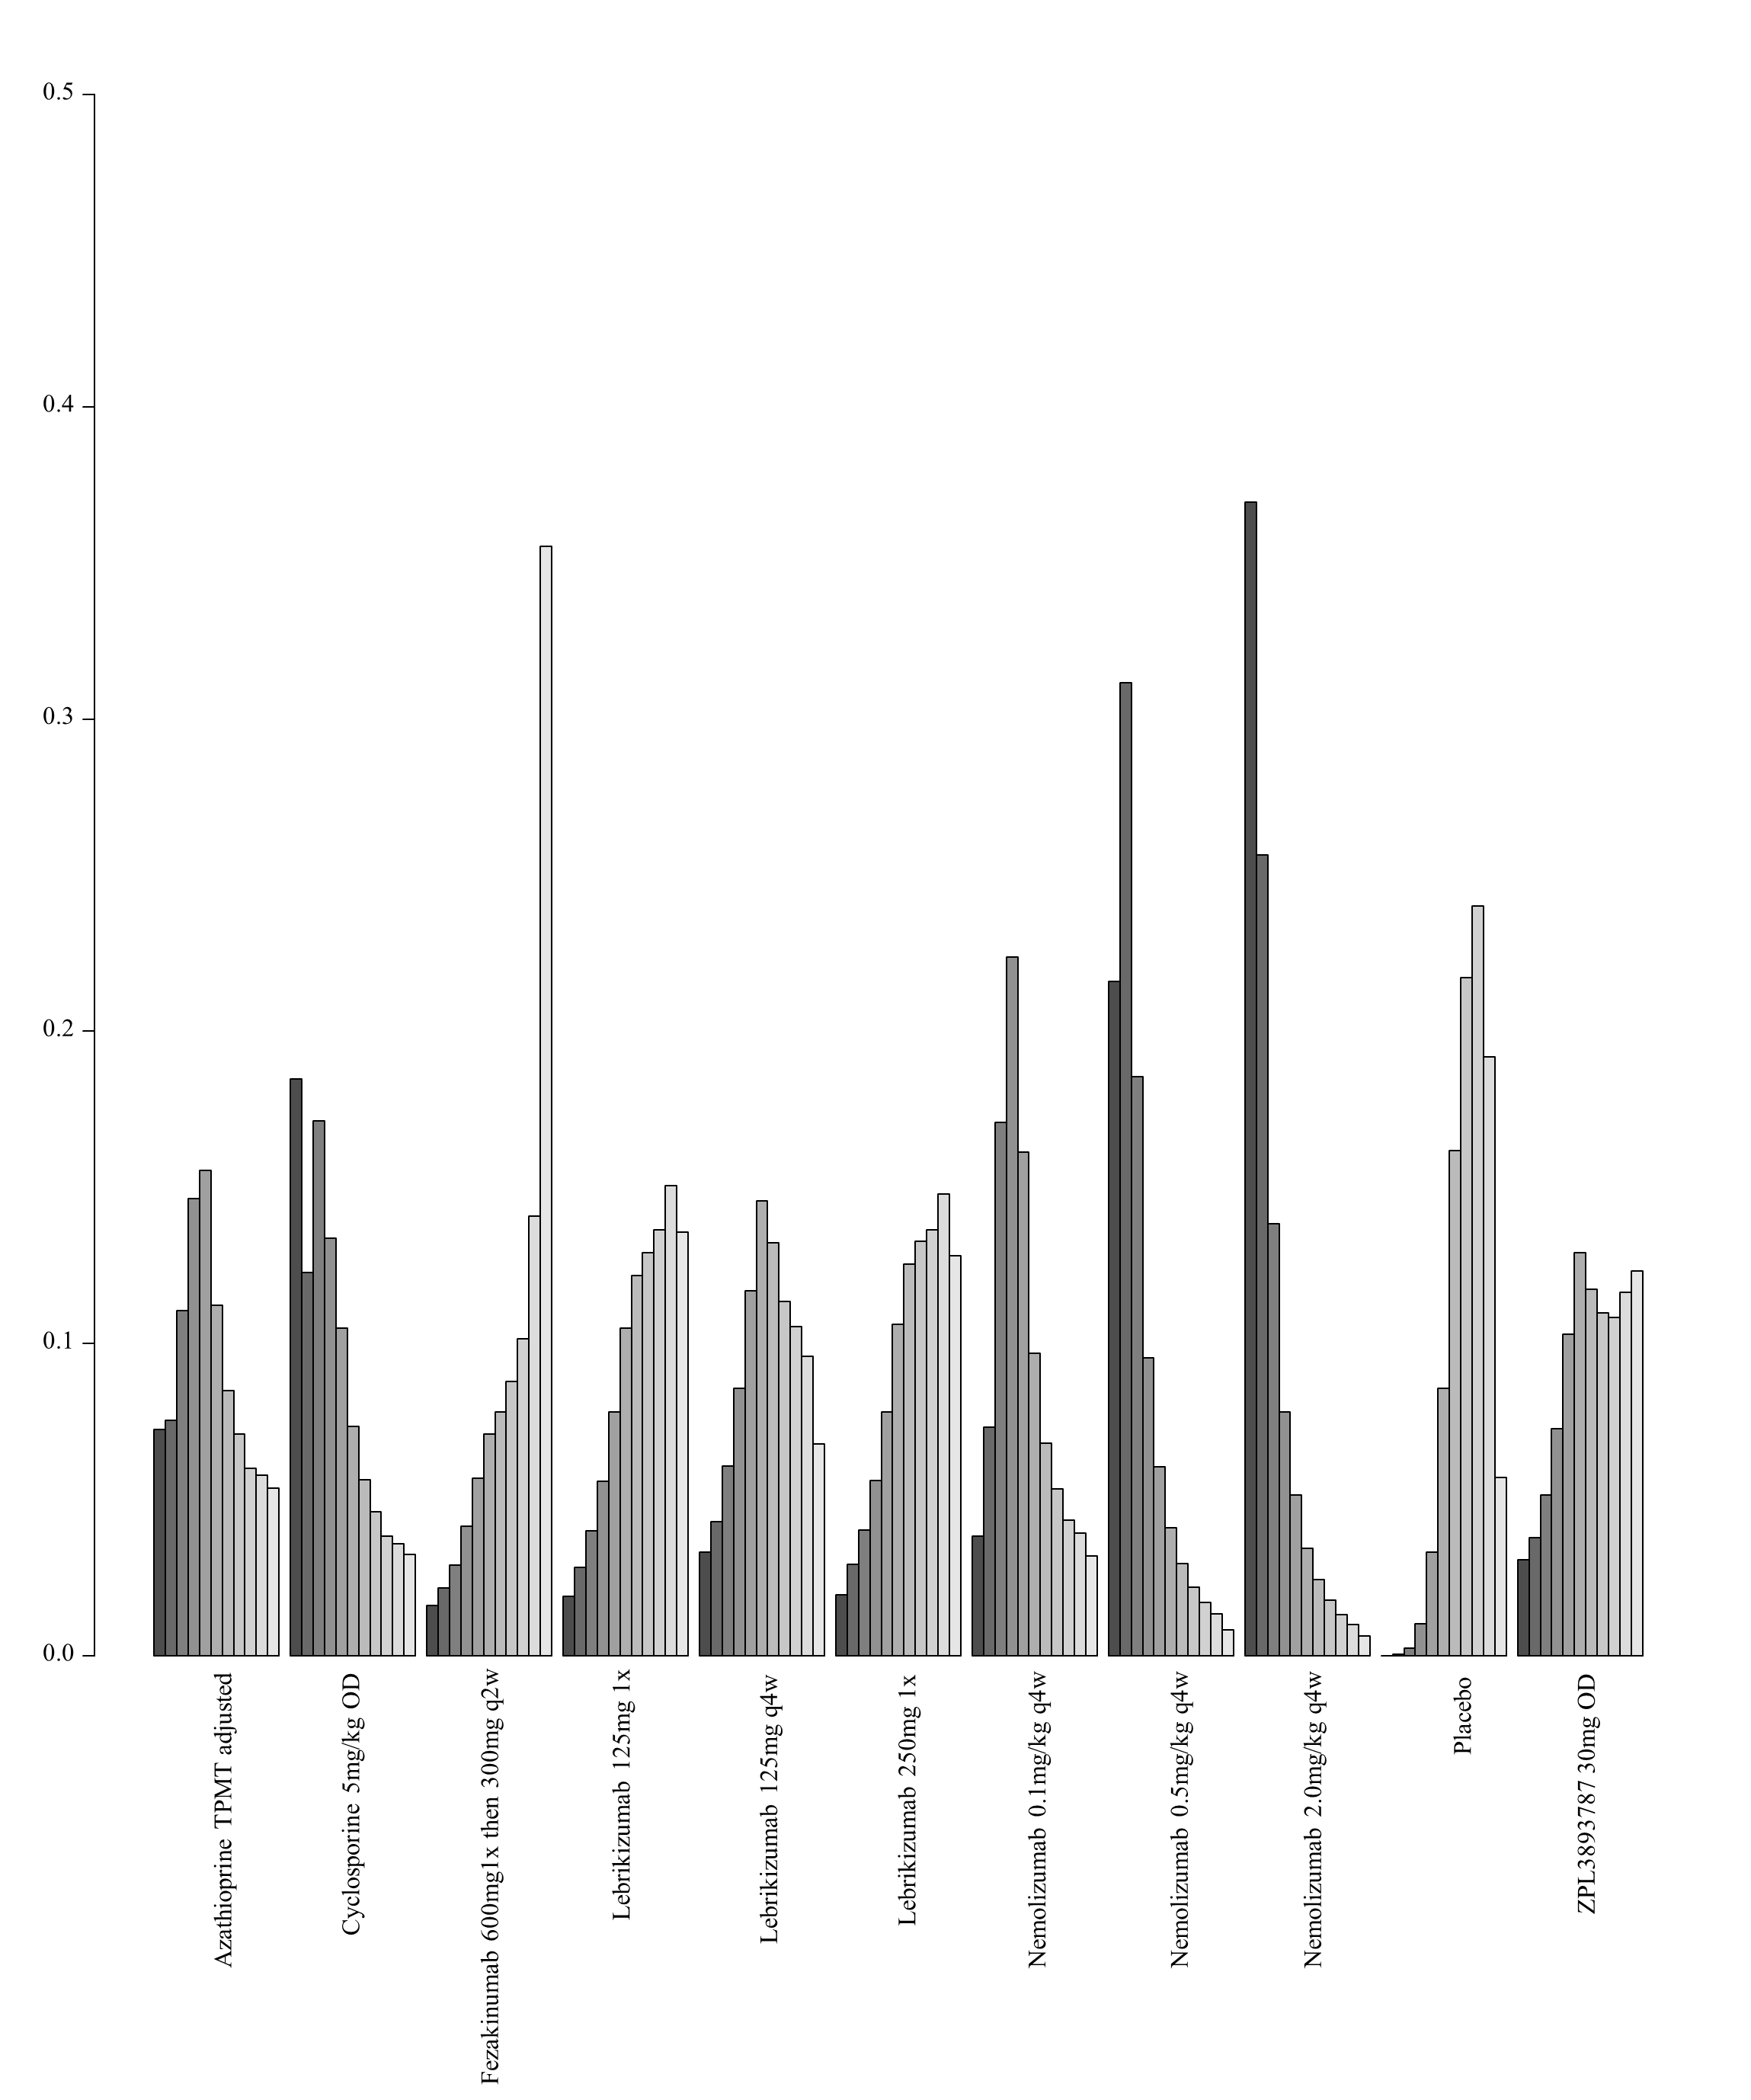 0.5
0.4
0.3
0.2
0.1
0.0
Azathioprine TPMT adjusted
Cyclosporine 5mg/kg OD
Fezakinumab 600mg1x then 300mg q2w
Lebrikizumab 125mg 1x
Lebrikizumab 125mg q4w
Lebrikizumab 250mg 1x
Nemolizumab 0.1mg/kg q4w
Nemolizumab 0.5mg/kg q4w
Nemolizumab 2.0mg/kg q4w
Placebo
ZPL3893787 30mg OD